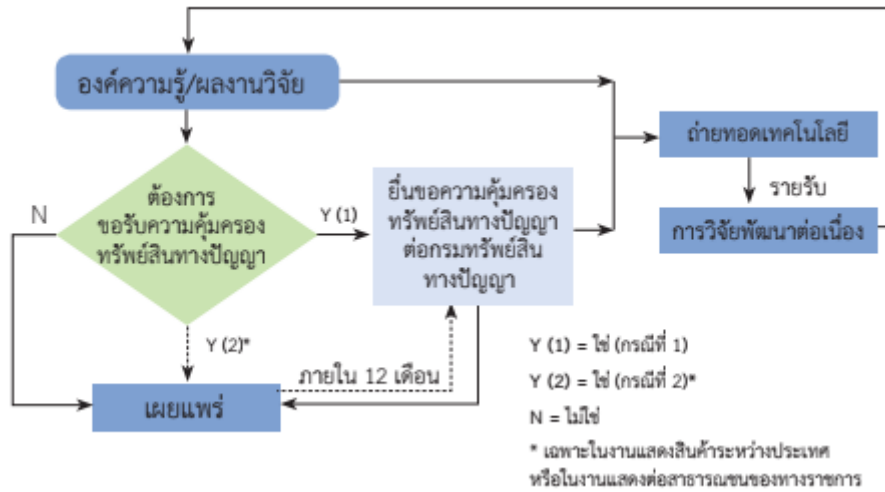 องค์ความรู้/ผลงานวิจัย
ถ่ายทอดเทคโนโลยี
ต้องการ
ขอรับความคุ้มครอง
ทรัพย์สินทางปัญญา
N
Y (1)
ยื่นขอความคุ้มครอง
ทรัพย์สินทางปัญญา
ต่อกรมทรัพย์สิน
ทางปัญญา
รายรับ
การวิจัยพัฒนาต่อเนื่อง
Y (2)*
ภายใน 12 เดือน
เผยแพร่
Y (1) = ใช่ (กรณีที่ 1)
Y (2) = ใช่ (กรณีที่ 2)*
N = ไม่ใช่
* เฉพาะในงานแสดงสินค้าระหว่างประเทศ
หรือในงานแสดงต่อสาธารณชนของทางราชการ